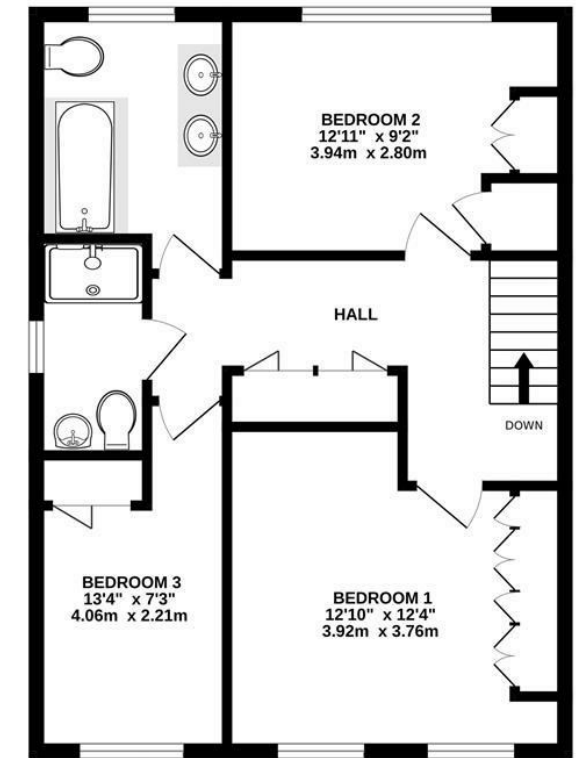 BEDROOM 2
12'11" x 9'2"
3.94m x 2.80m
HALL
DOWN
BEDROOM 3
13'4" x 7'3"
4.06m x 2.21m
BEDROOM 1
12'10" x 12'4"
3.92m x 3.76m